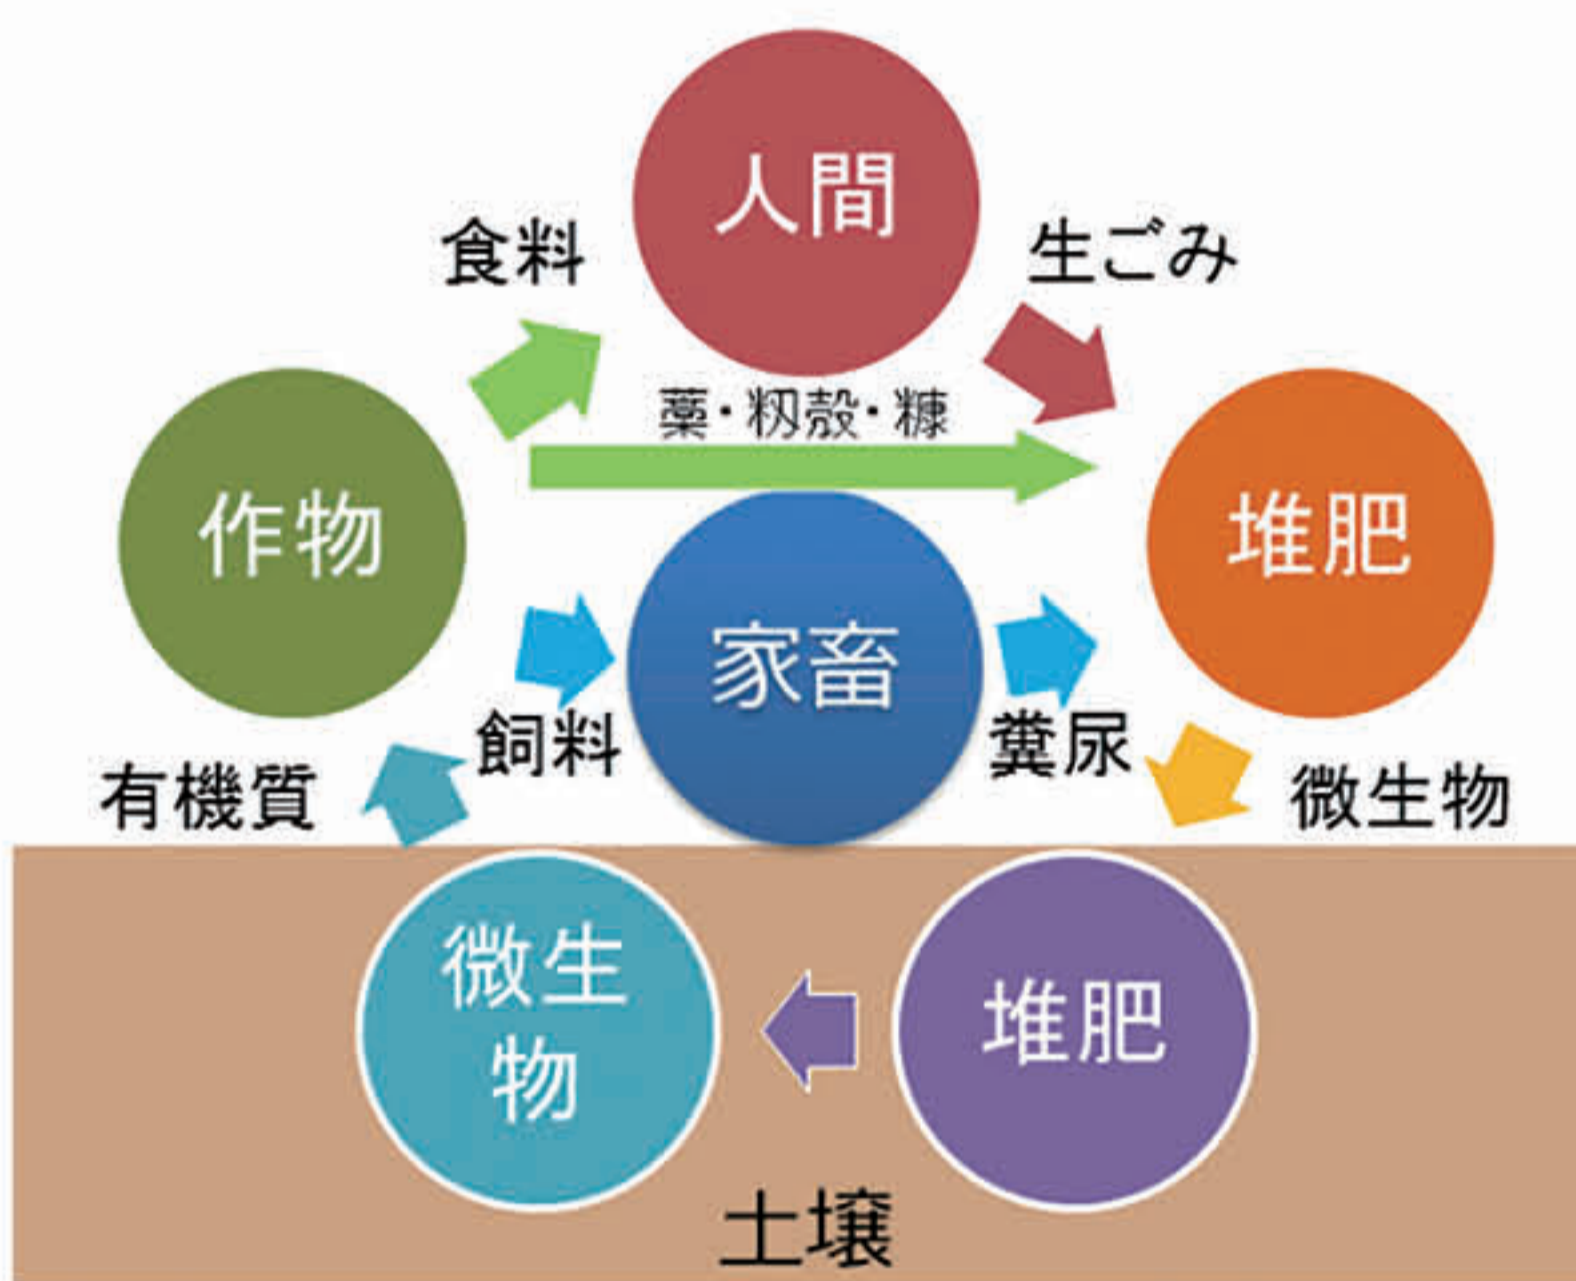 人間
食料
生ごみ
薬・籾殻・糠
作物
堆肥
家畜
飼料
糞尿
有機質
微生物
微生
物
堆肥
土壌